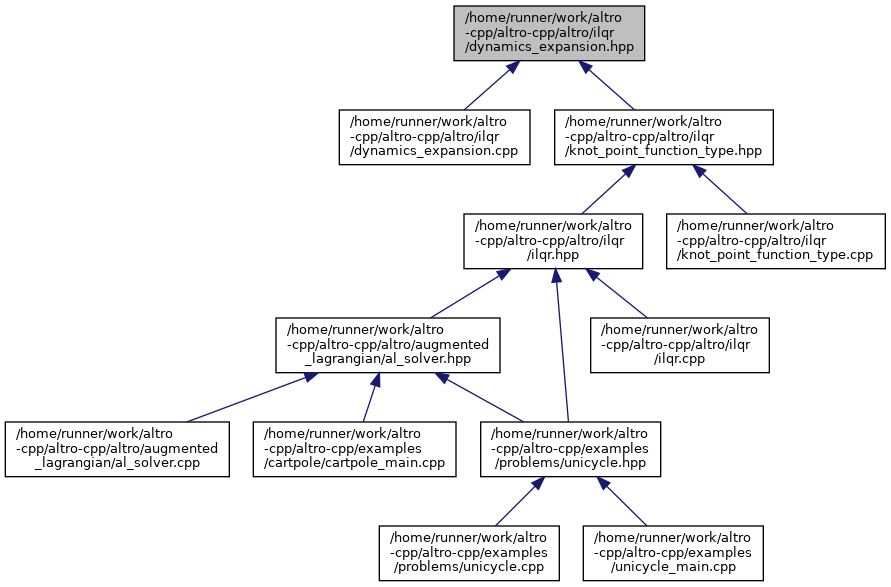 /home/runner/work/altro
-cpp/altro-cpp/altro/ilqr
/dynamics_expansion.hpp
/home/runner/work/altro
-cpp/altro-cpp/altro/ilqr
/dynamics_expansion.cpp
/home/runner/work/altro
-cpp/altro-cpp/altro/ilqr
/knot_point_function_type.hpp
/home/runner/work/altro
-cpp/altro-cpp/altro/ilqr
/ilqr.hpp
/home/runner/work/altro
-cpp/altro-cpp/altro/ilqr
/knot_point_function_type.cpp
/home/runner/work/altro
-cpp/altro-cpp/altro/augmented
_lagrangian/al_solver.hpp
/home/runner/work/altro
-cpp/altro-cpp/altro/ilqr
/ilqr.cpp
/home/runner/work/altro
-cpp/altro-cpp/altro/augmented
_lagrangian/al_solver.cpp
/home/runner/work/altro
-cpp/altro-cpp/examples
/cartpole/cartpole_main.cpp
/home/runner/work/altro
-cpp/altro-cpp/examples
/problems/unicycle.hpp
/home/runner/work/altro
-cpp/altro-cpp/examples
/problems/unicycle.cpp
/home/runner/work/altro
-cpp/altro-cpp/examples
/unicycle_main.cpp